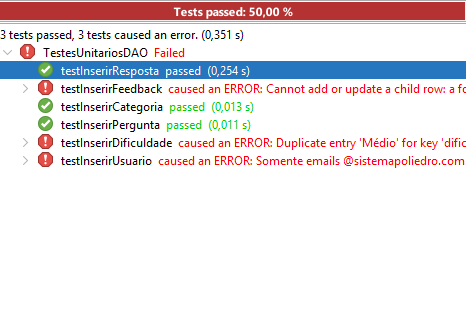 Tests passed: 50,00 %
3 tests passed, 3 tests caused an error. (0,351 s)
TestesUnitariosDAO Failed
testInserirResposta passed (0,254 s)
testInserirFeedback caused an ERROR: Cannot add or update a child row: a fo
testInserirCategoria passed (0,013 s)
testInserirPergunta passed (0,011 s)
testInserirDificuldade caused an ERROR: Duplicate entry 'Médio' for key 'dific
testInserirUsuario caused an ERROR: Somente emails @sistemapoliedro.com